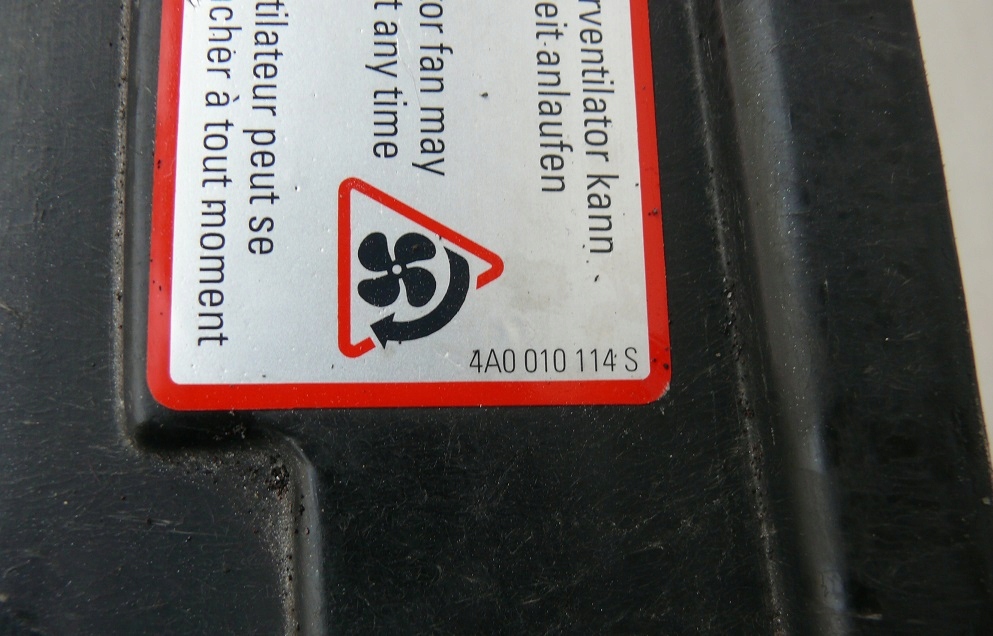 rventilator kann
eit anlaufen
or fan may
t any time
tilateur peut se
cher à tout moment
4A0 010 114 S